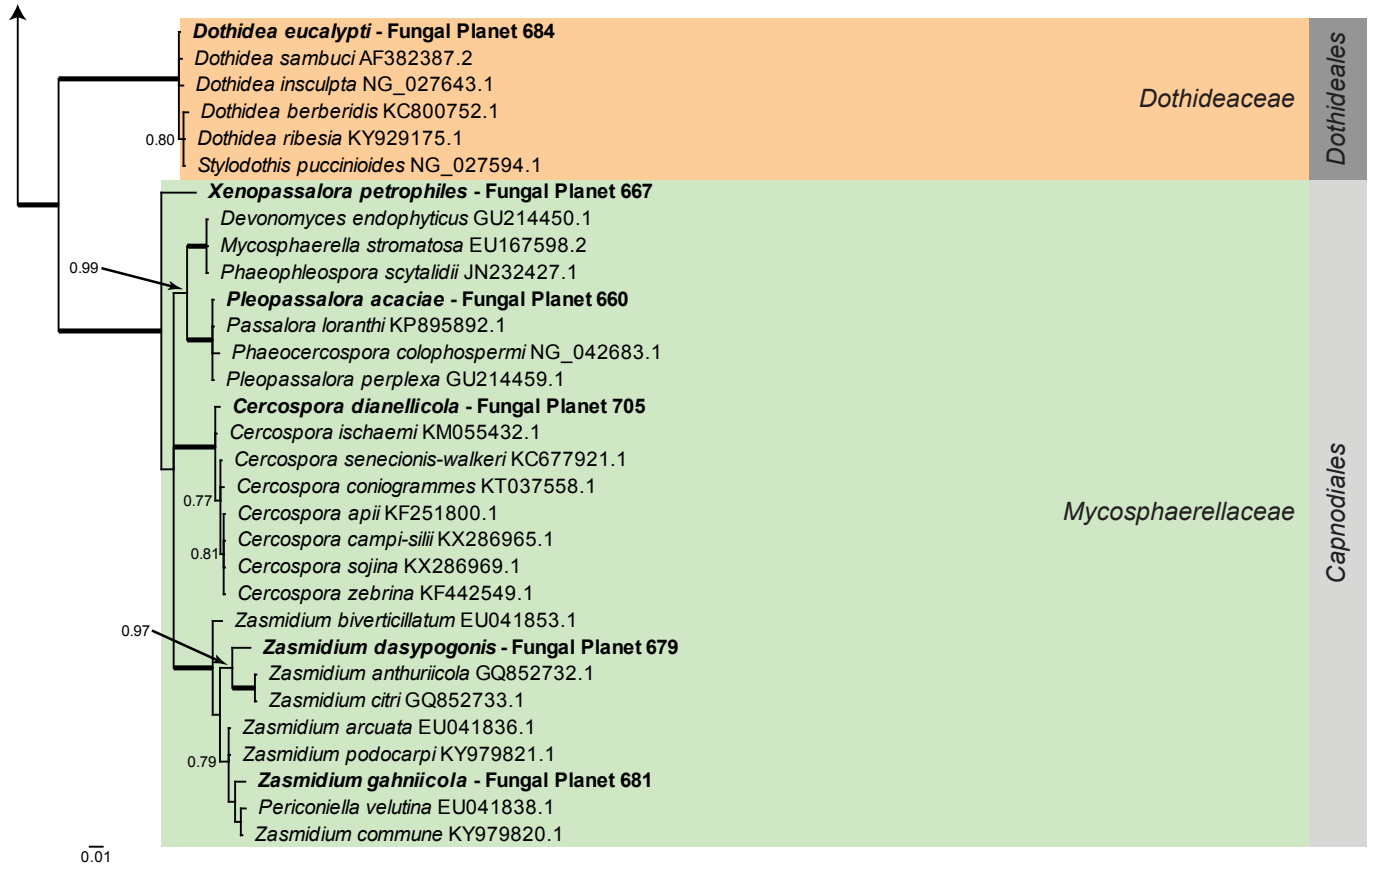 Dothidea eucalypti - Fungal Planet 684
Dothidea sambuci AF382387.2
Dothidea insculpta NG_027643.1
Dothidea berberidis KC800752.1
0.80
Dothidea ribesia KY929175.1
Stylodothis puccinioides NG_027594.1
Dothideaceae
Dothideales
Xenopassalora petrophiles - Fungal Planet 667
Devonomyces endophyticus GU214450.1
Mycosphaerella stromatosa EU167598.2
0.99
Phaeophleospora scytalidii JN232427.1
Pleopassalora acaciae - Fungal Planet 660
Passalora loranthi KP895892.1
Phaeocercospora colophospermi NG_042683.1
Pleopassalora perplexa GU214459.1
Cercospora dianellicola - Fungal Planet 705
Cercospora ischaemi KM055432.1
Cercospora senecionis-walkeri KC677921.1
Cercospora coniogrammes KT037558.1
0.77
Cercospora apii KF251800.1
Cercospora campi-silii KX286965.1
0.81
Cercospora sojina KX286969.1
Cercospora zebrina KF442549.1
Zasmidium biverticillatum EU041853.1
0.97
Zasmidium dasypogonis - Fungal Planet 679
Zasmidium anthuriicola GQ852732.1
Zasmidium citri GQ852733.1
Zasmidium arcuata EU041836.1
Zasmidium podocarpi KY979821.1
0.79
Zasmidium gahniicola - Fungal Planet 681
Periconiella velutina EU041838.1
Zasmidium commune KY979820.1
Mycosphaerellaceae
Capnodiales
0.01